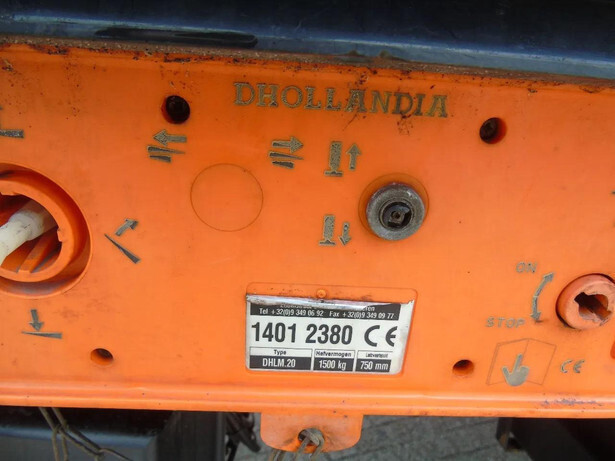 DHOLLANDIA
ON
STOP
CE
Tel +32(0)9 349 06 92 Fax +32(0)9 349 09 77
1401 2380 CE
Type Hefvermogen
DHLM.20 1500 kg 750 mm